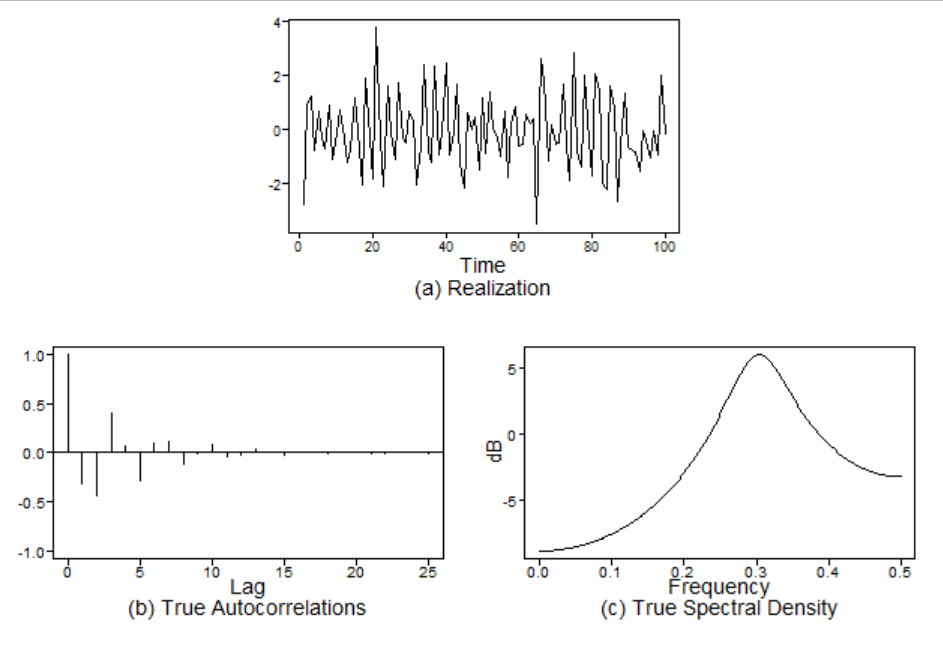 4
2
0
-2
0 20 40 60 80 100
Time
(a) Realization
1.0
0.5
0.0
-0.5
-1.0
0 5 10 15 20 25
Lag
(b) True Autocorrelations
5
0
-5
dB
0.0 0.1 0.2 0.3 0.4 0.5
Frequency
(c) True Spectral Density